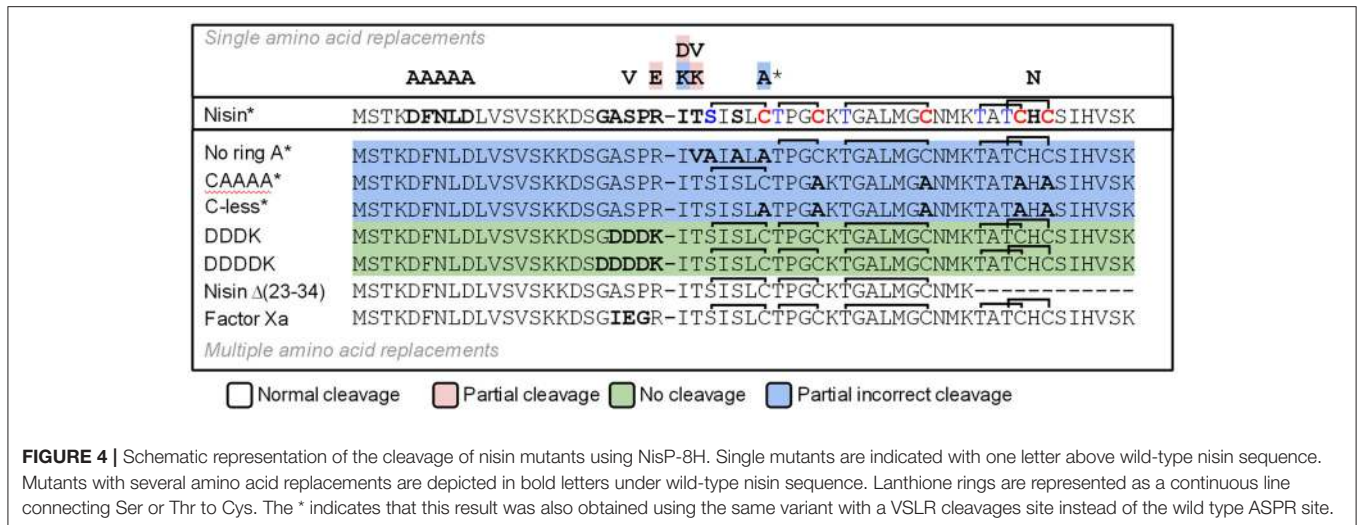 Single amino acid replacements
DV
AAAAA V E KK A* N
Nisin* MSTKDFNLDLVSVSKKDSGASPR-ITSISLCTPGCKTGALMGCNMKTATCHCSIHVSK
No ring A* MSTKDFNLDLVSVSKKDSGASPR-IVAIALATPGCKTGALMGCNMKTATCHCSIHVSK
CAAAA* MSTKDFNLDLVSVSKKDSGASPR-ITSISLCTPGAKTGALMGANMKTATAHASIHVSK
C-less* MSTKDFNLDLVSVSKKDSGASPR-ITSISLATPGAKTGALMGANMKTATAHASIHVSK
DDDK MSTKDFNLDLVSVSKKDSGDDDK-ITSISLCTPGCKTGALMGCNMKTATCHCSIHVSK
DDDDK MSTKDFNLDLVSVSKKDSDDDDK-ITSISLCTPGCKTGALMGCNMKTATCHCSIHVSK
Nisin Δ(23-34) MSTKDFNLDLVSVSKKDSGASPR-ITSISLCTPGCKTGALMGCNMK------------
Factor Xa MSTKDFNLDLVSVSKKDSGIEGR-ITSISLCTPGCKTGALMGCNMKTATCHCSIHVSK
Multiple amino acid replacements
Normal cleavage Partial cleavage No cleavage Partial incorrect cleavage
FIGURE 4 | Schematic representation of the cleavage of nisin mutants using NisP-8H. Single mutants are indicated with one letter above wild-type nisin sequence.
Mutants with several amino acid replacements are depicted in bold letters under wild-type nisin sequence. Lanthione rings are represented as a continuous line
connecting Ser or Thr to Cys. The * indicates that this result was also obtained using the same variant with a VSLR cleavages site instead of the wild type ASPR site.